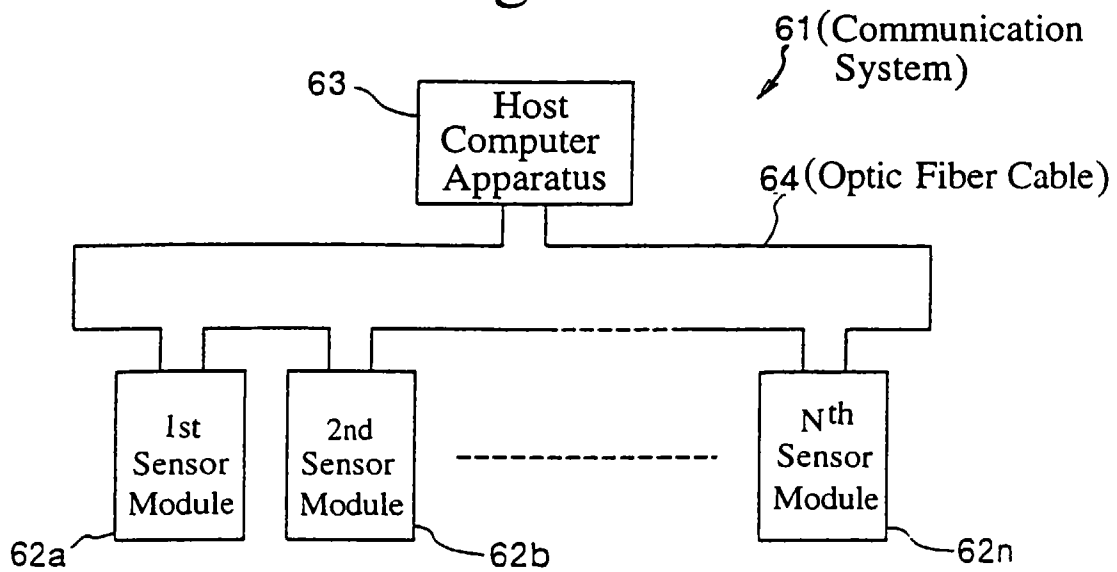 61(Communication
System)
63
Host
Computer
Apparatus
64(Optic Fiber Cable)
1st
Sensor
Module
2nd
Sensor
Module
Nth
Sensor
Module
62a
62b
62n